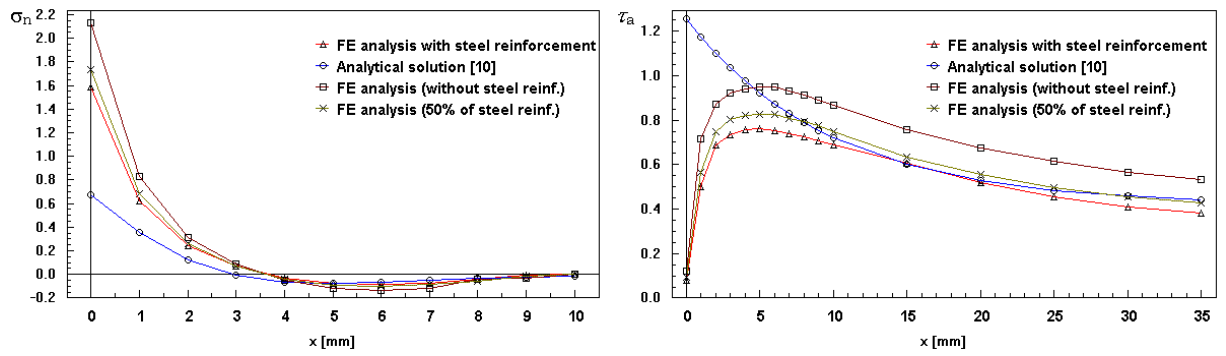 σn
2.2
2.0
1.8
1.6
1.4
1.2
1.0
0.8
0.6
0.4
0.2
0.0
-0.2
FE analysis with steel reinforcement
Analytical solution [10]
FE analysis (without steel reinf.)
FE analysis (50% of steel reinf.)
0 1 2 3 4 5 6 7 8 9 10
x [mm]
τa
1.2
1.0
0.8
0.6
0.4
0.2
0.0
FE analysis with steel reinforcement
Analytical solution [10]
FE analysis (without steel reinf.)
FE analysis (50% of steel reinf.)
0 5 10 15 20 25 30 35
x [mm]